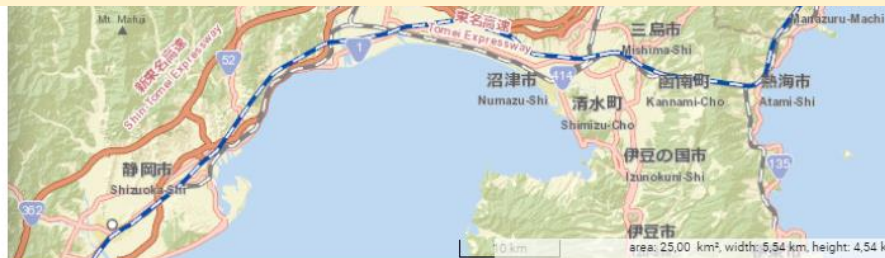 Mt. Mafuji
新東名高速
Shin-Tomei Expressway
52
1
東名高速
Tomei Expressway
三島市
Mishima-Shi
Manazuru-Machi
414
沼津市
Numazu-Shi
清水町
Shimizu-Cho
函南町
Kannami-Cho
熱海市
Atami-Shi
静岡市
Shizuoka-Shi
伊豆の国市
Izunokuni-Shi
135
362
伊豆市
10 km
area: 25,00 km², width: 5,54 km, height: 4,54 k